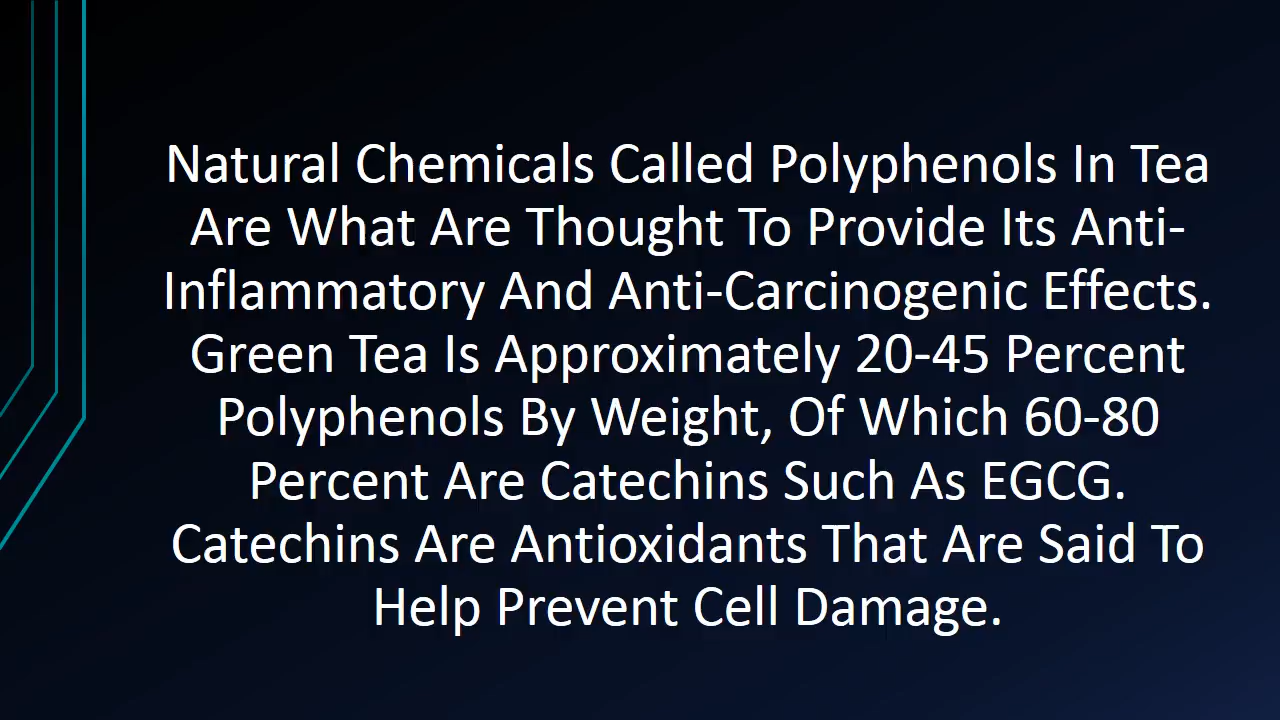 Natural Chemicals Called Polyphenols In Tea
Are What Are Thought To Provide Its Anti-
Inflammatory And Anti-Carcinogenic Effects.
Green Tea Is Approximately 20-45 Percent
Polyphenols By Weight, Of Which 60-80
Percent Are Catechins Such As EGCG.
Catechins Are Antioxidants That Are Said To
Help Prevent Cell Damage.